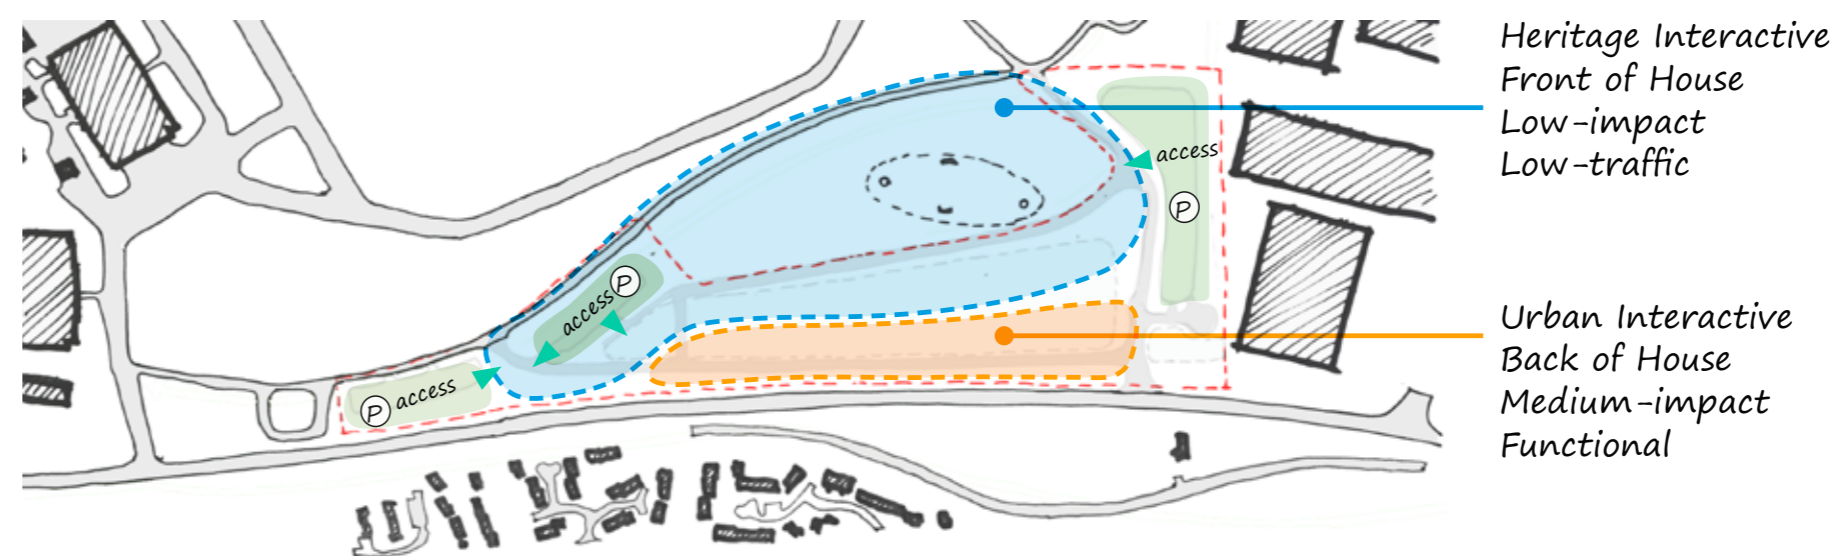 Heritage Interactive
Front of House
Low-impact
Low-traffic
access
P
P
access
Urban Interactive
Back of House
Medium-impact
Functional
P
access